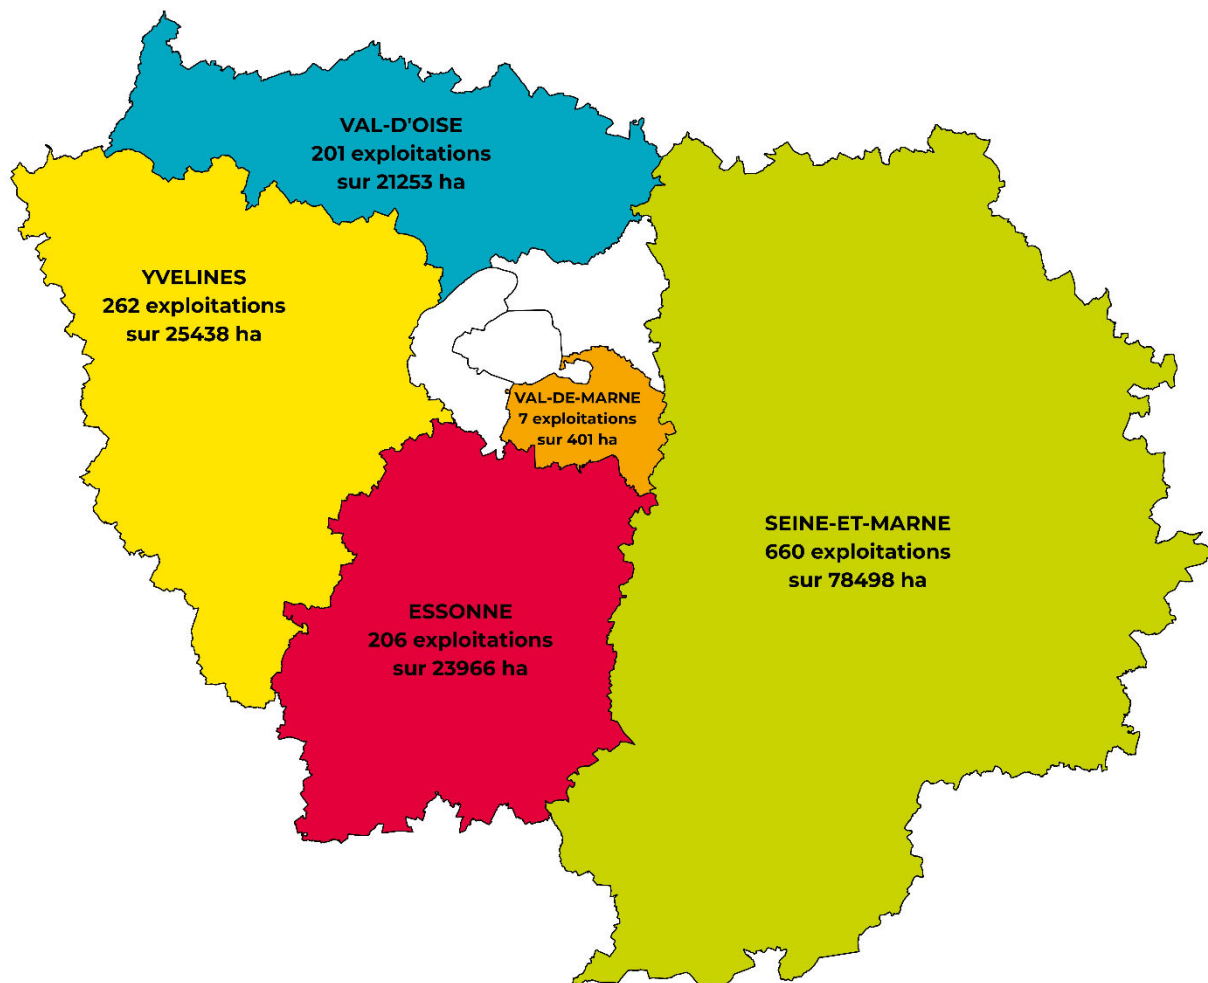 VAL-D'OISE
201 exploitations
sur 21253 ha
YVELINES
262 exploitations
sur 25438 ha
VAL-DE-MARNE
7 exploitations
sur 401 ha
SEINE-ET-MARNE
660 exploitations
sur 78498 ha
ESSONNE
206 exploitations
sur 23966 ha